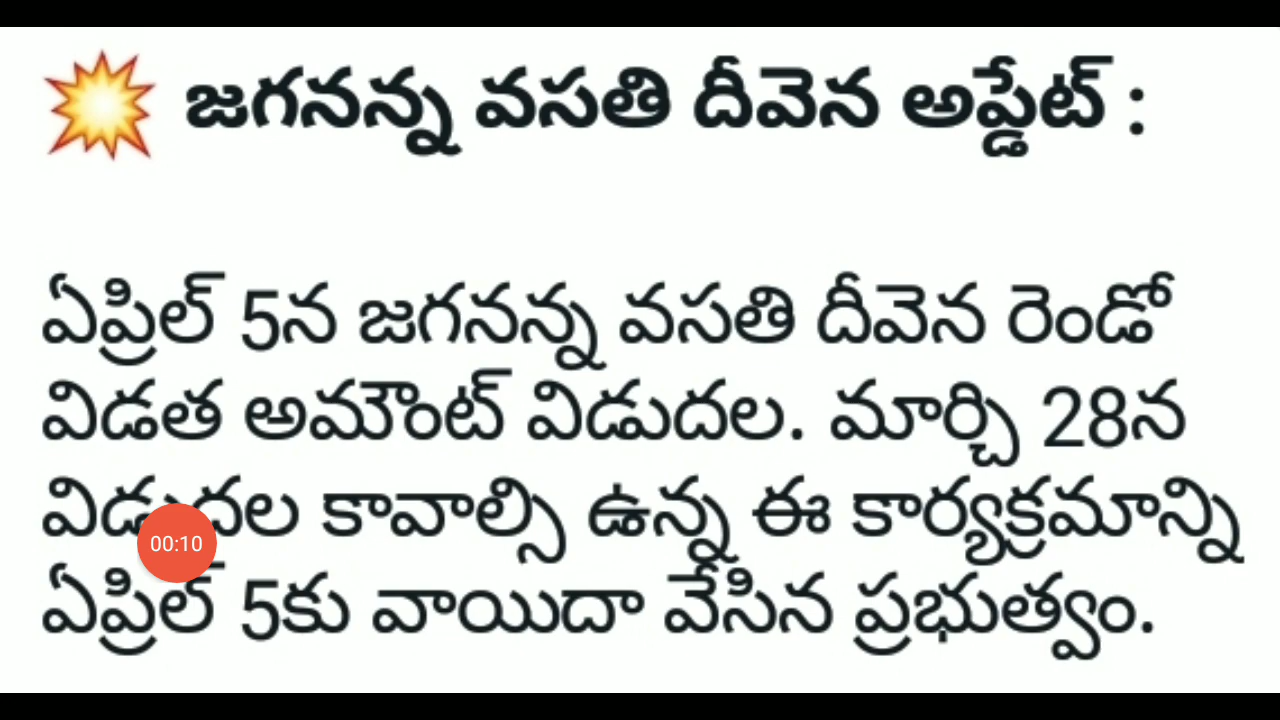 💥 జగనన్న వసతి దీవెన అప్డేట్ :
ఏప్రిల్ 5న జగనన్న వసతి దీవెన రెండో
విడత అమౌంట్ విడుదల. మార్చి 28న
విడుదల కావాల్సి ఉన్న ఈ కార్యక్రమాన్ని
00:10
ఏప్రిల్ 5కు వాయిదా వేసిన ప్రభుత్వం.